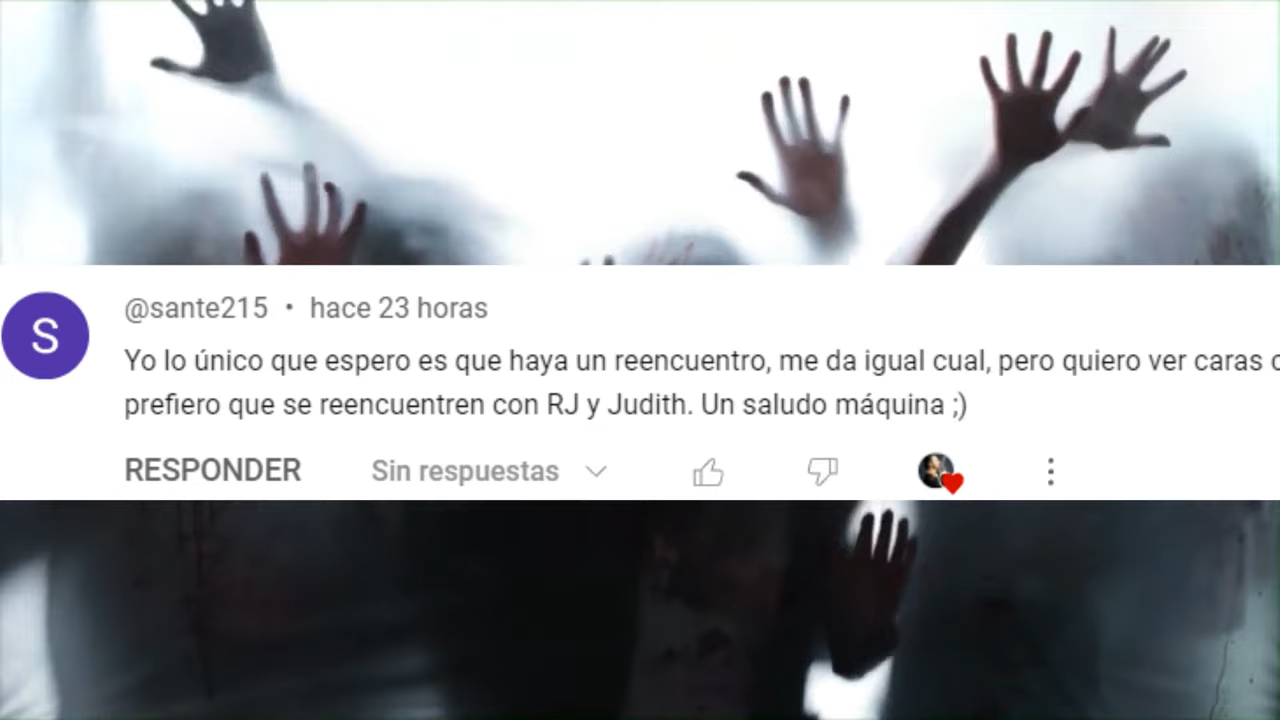 S
@sante215 • hace 23 horas
Yo lo único que espero es que haya un reencuentro, me da igual cual, pero quiero ver caras
prefiero que se reencuentren con RJ y Judith. Un saludo máquina ;)
RESPONDER Sin respuestas